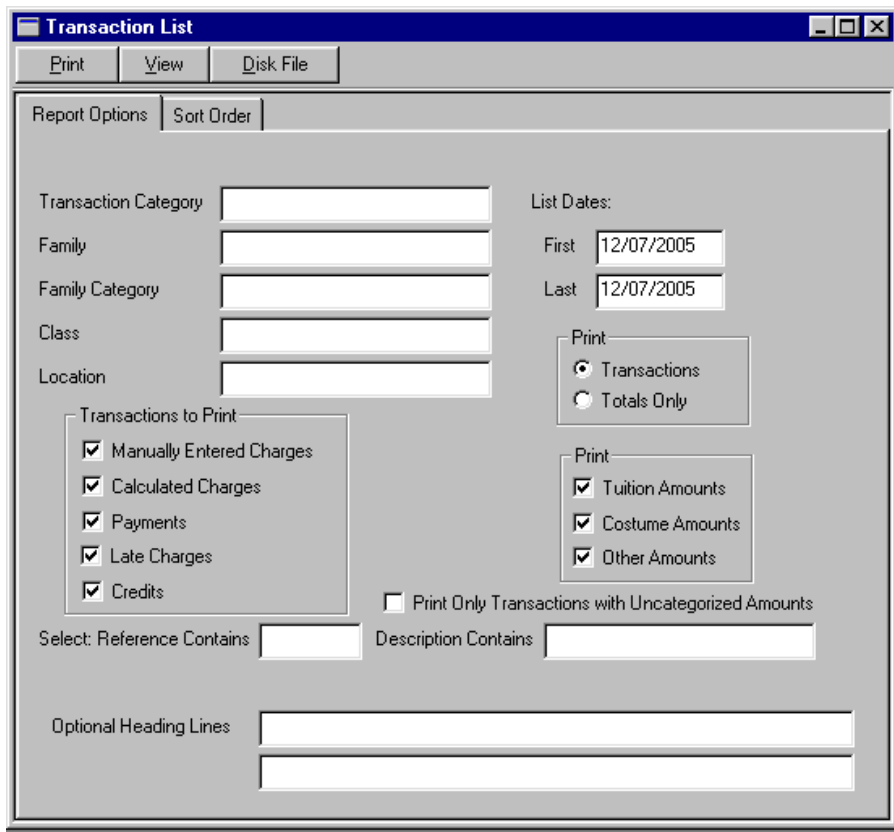 Transaction List
Print View Disk File
Report Options Sort Order
Transaction Category
Family
Family Category
Class
Location
List Dates:
First 12/07/2005
Last 12/07/2005
Print
Transactions
Totals Only
Transactions to Print
Manually Entered Charges
Calculated Charges
Payments
Late Charges
Credits
Print
Tuition Amounts
Costume Amounts
Other Amounts
Print Only Transactions with Uncategorized Amounts
Select: Reference Contains Description Contains
Optional Heading Lines